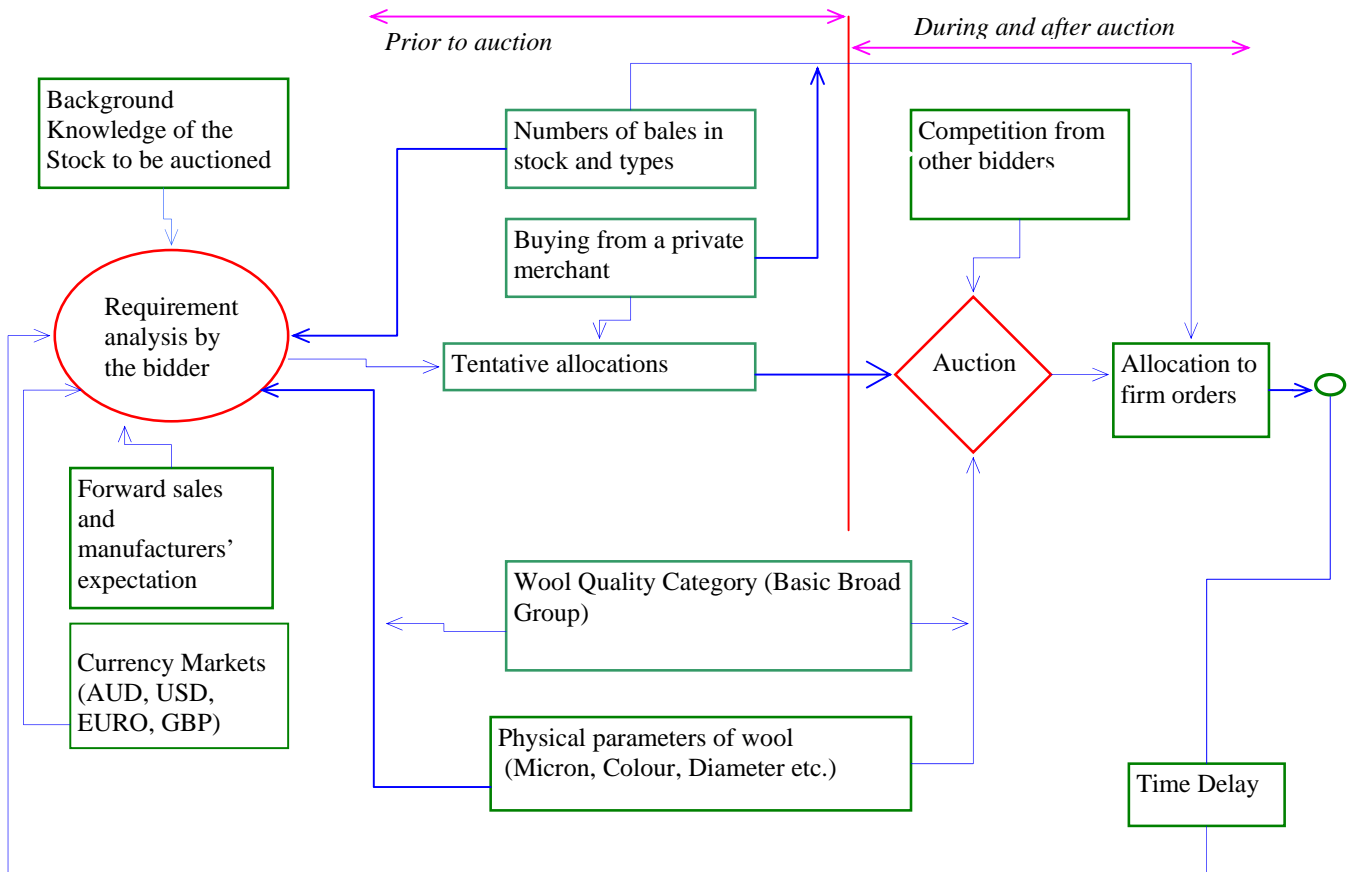 Prior to auction
During and after auction
Background
Knowledge of the
Stock to be auctioned
Numbers of bales in
stock and types
Competition from
other bidders
Buying from a private
merchant
Requirement
analysis by
the bidder
Tentative allocations
Auction
Allocation to
firm orders
Forward sales
and
manufacturers’
expectation
Wool Quality Category (Basic Broad
Group)
Currency Markets
(AUD, USD,
EURO, GBP)
Physical parameters of wool
(Micron, Colour, Diameter etc.)
Time Delay